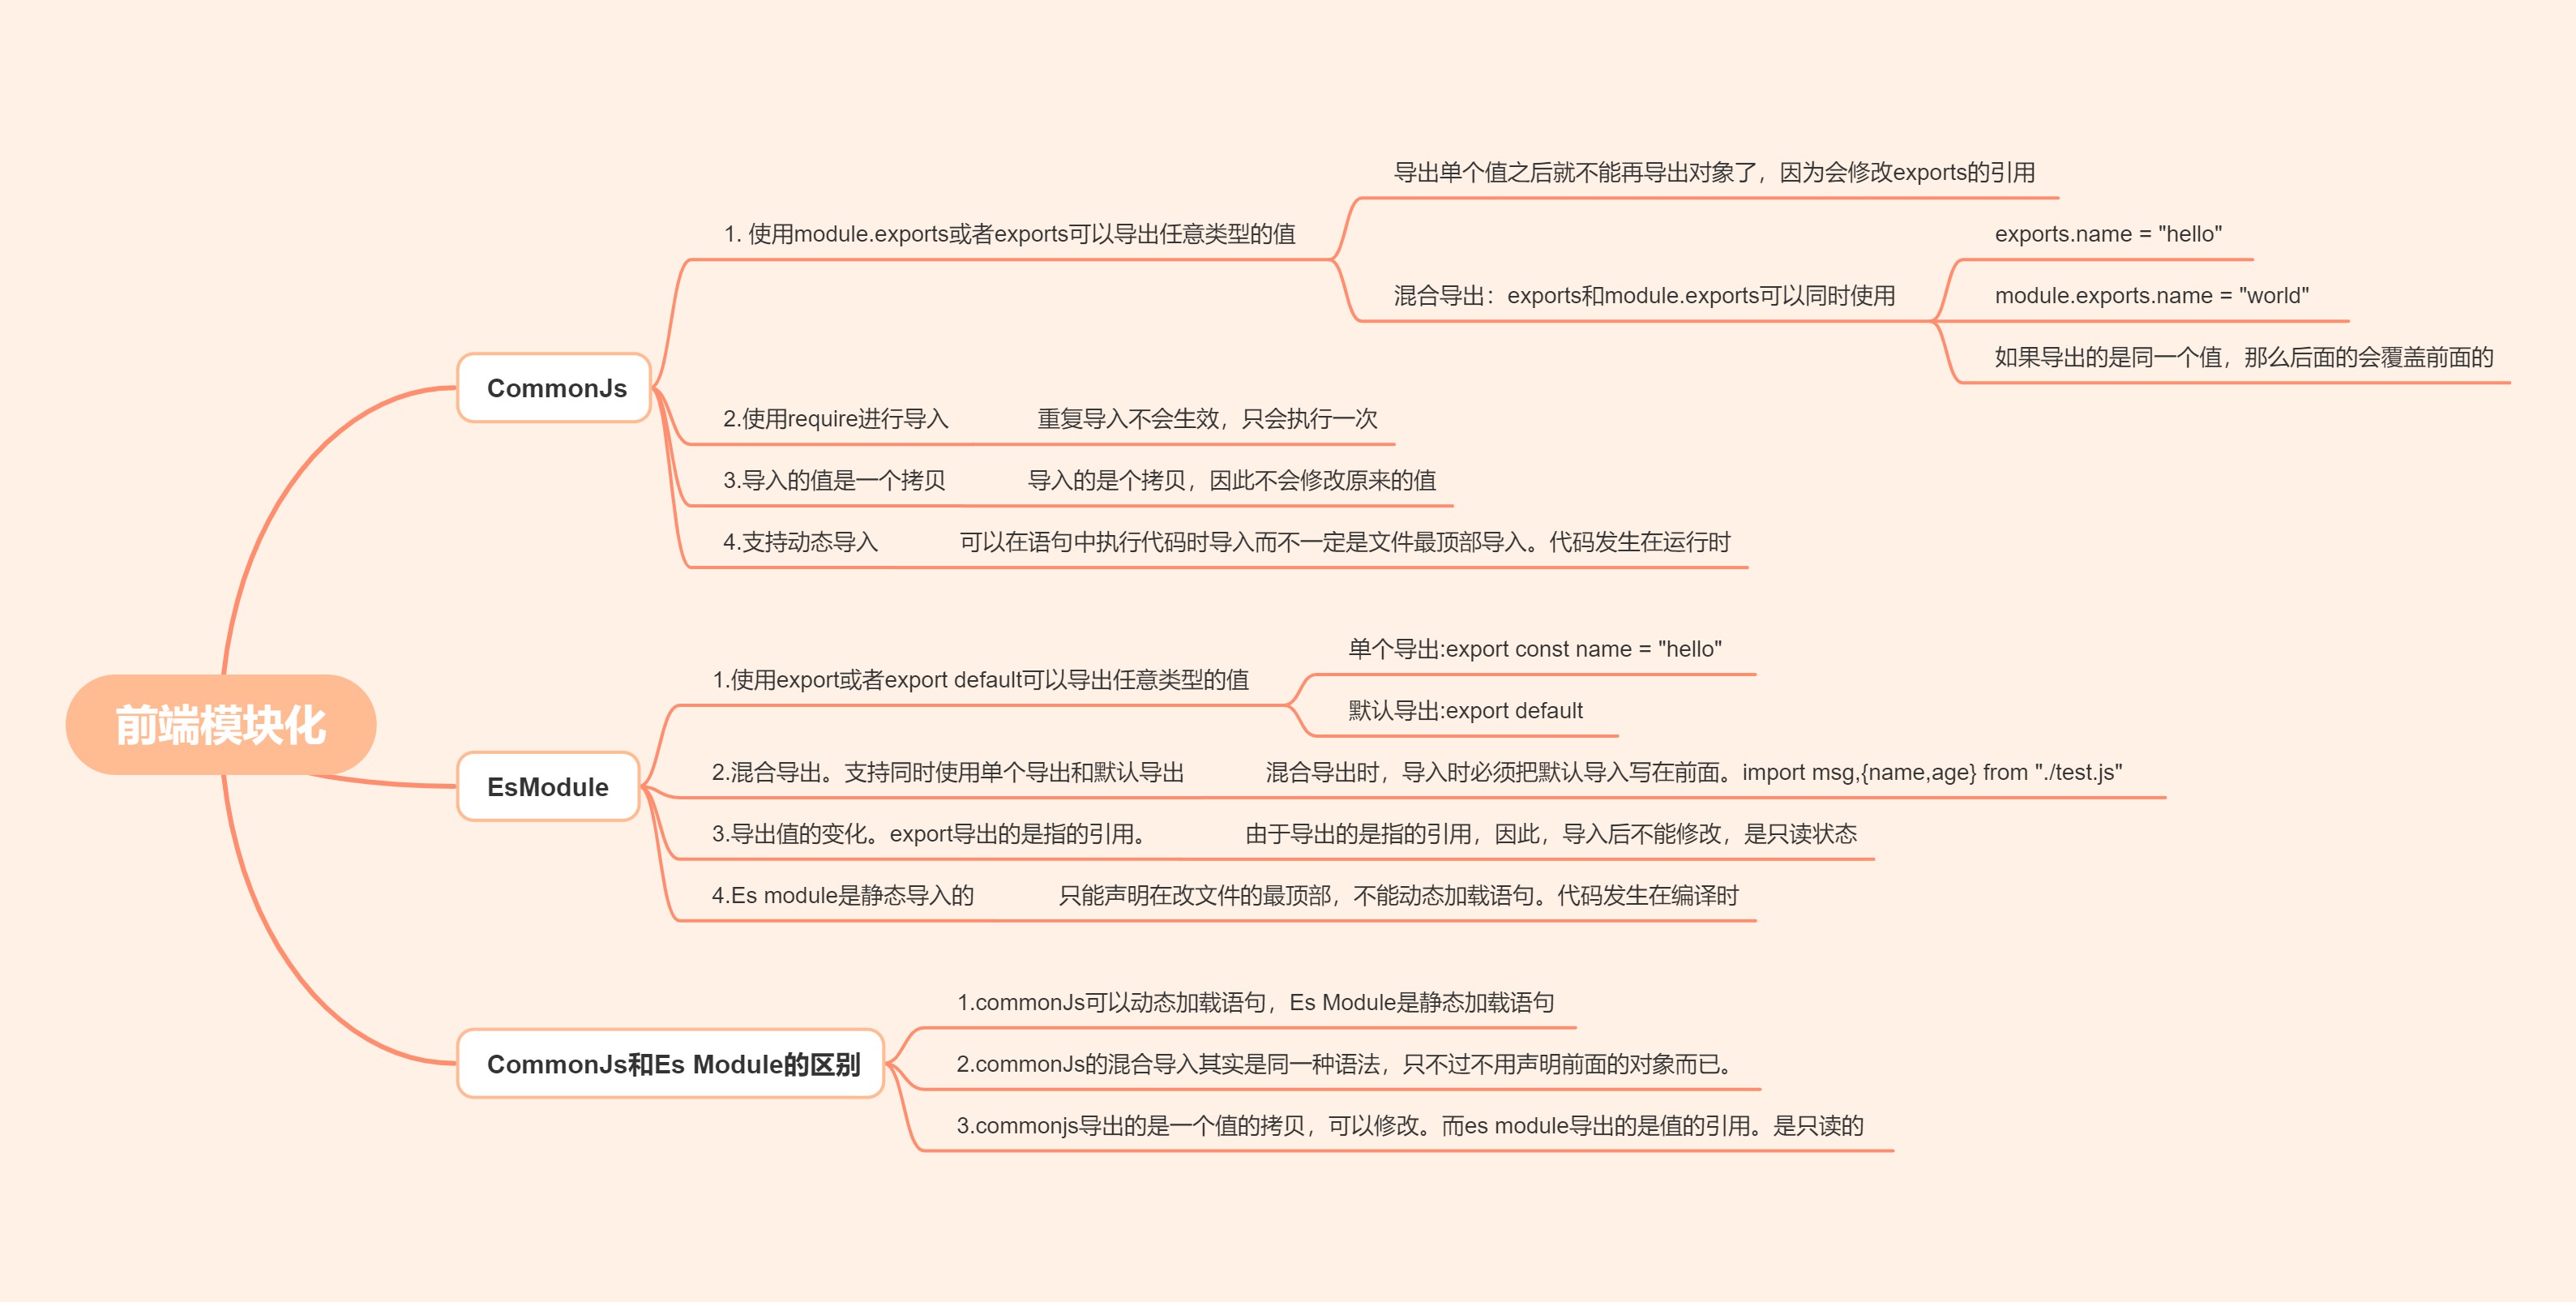 前端模块化
CommonJs
1. 使用module.exports或者exports可以导出任意类型的值
导出单个值之后就不能再导出对象了，因为会修改exports的引用
混合导出：exports和module.exports可以同时使用
exports.name = "hello"
module.exports.name = "world"
如果导出的是同一个值，那么后面的会覆盖前面的
2.使用require进行导入
重复导入不会生效，只会执行一次
3.导入的值是一个拷贝
导入的是个拷贝，因此不会修改原来的值
4.支持动态导入
可以在语句中执行代码时导入而不一定是文件最顶部导入。代码发生在运行时
EsModule
1.使用export或者export default可以导出任意类型的值
单个导出:export const name = "hello"
默认导出:export default
2.混合导出。支持同时使用单个导出和默认导出
混合导出时，导入时必须把默认导入写在前面。import msg,{name,age} from "./test.js"
3.导出值的变化。export导出的是指的引用。
由于导出的是指的引用，因此，导入后不能修改，是只读状态
4.Es module是静态导入的
只能声明在改文件的最顶部，不能动态加载语句。代码发生在编译时
CommonJs和Es Module的区别
1.commonJs可以动态加载语句，Es Module是静态加载语句
2.commonJs的混合导入其实是同一种语法，只不过不用声明前面的对象而已。
3.commonjs导出的是一个值的拷贝，可以修改。而es module导出的是值的引用。是只读的